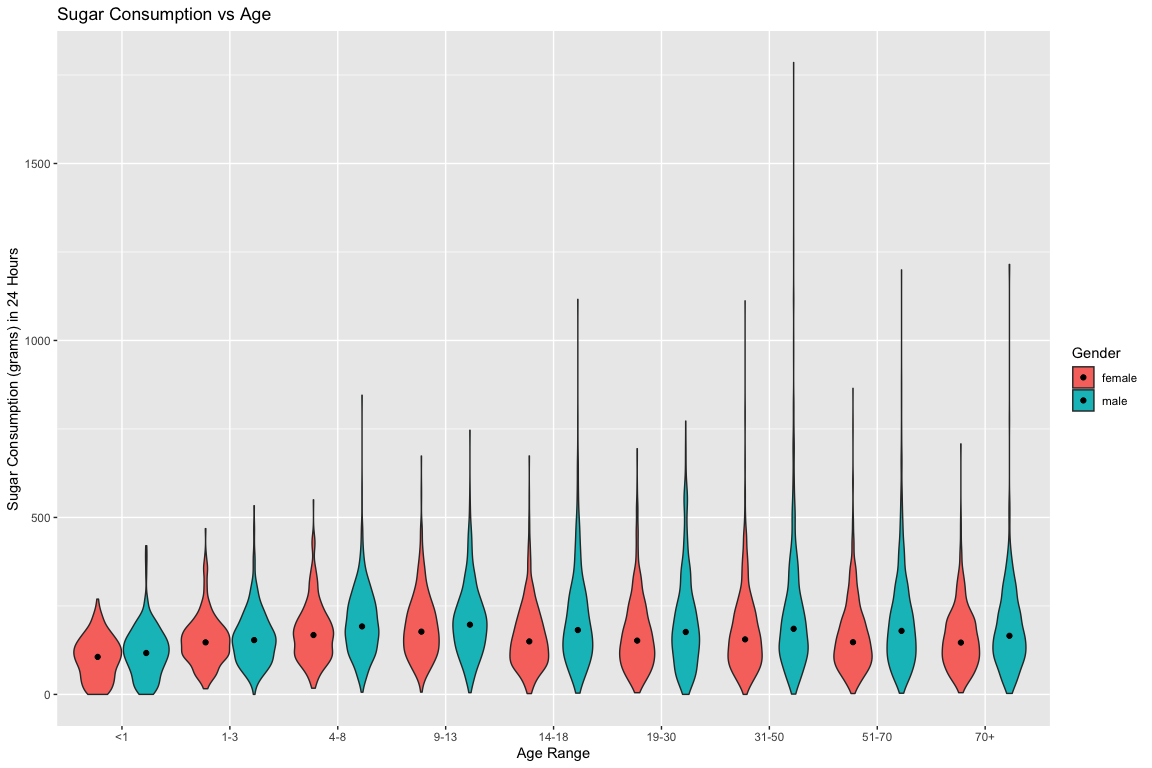 Sugar Consumption vs Age
Sugar Consumption (grams) in 24 Hours
1500
1000
500
0
<1 1-3 4-8 9-13 14-18 19-30 31-50 51-70 70+
Age Range
Gender
female
male